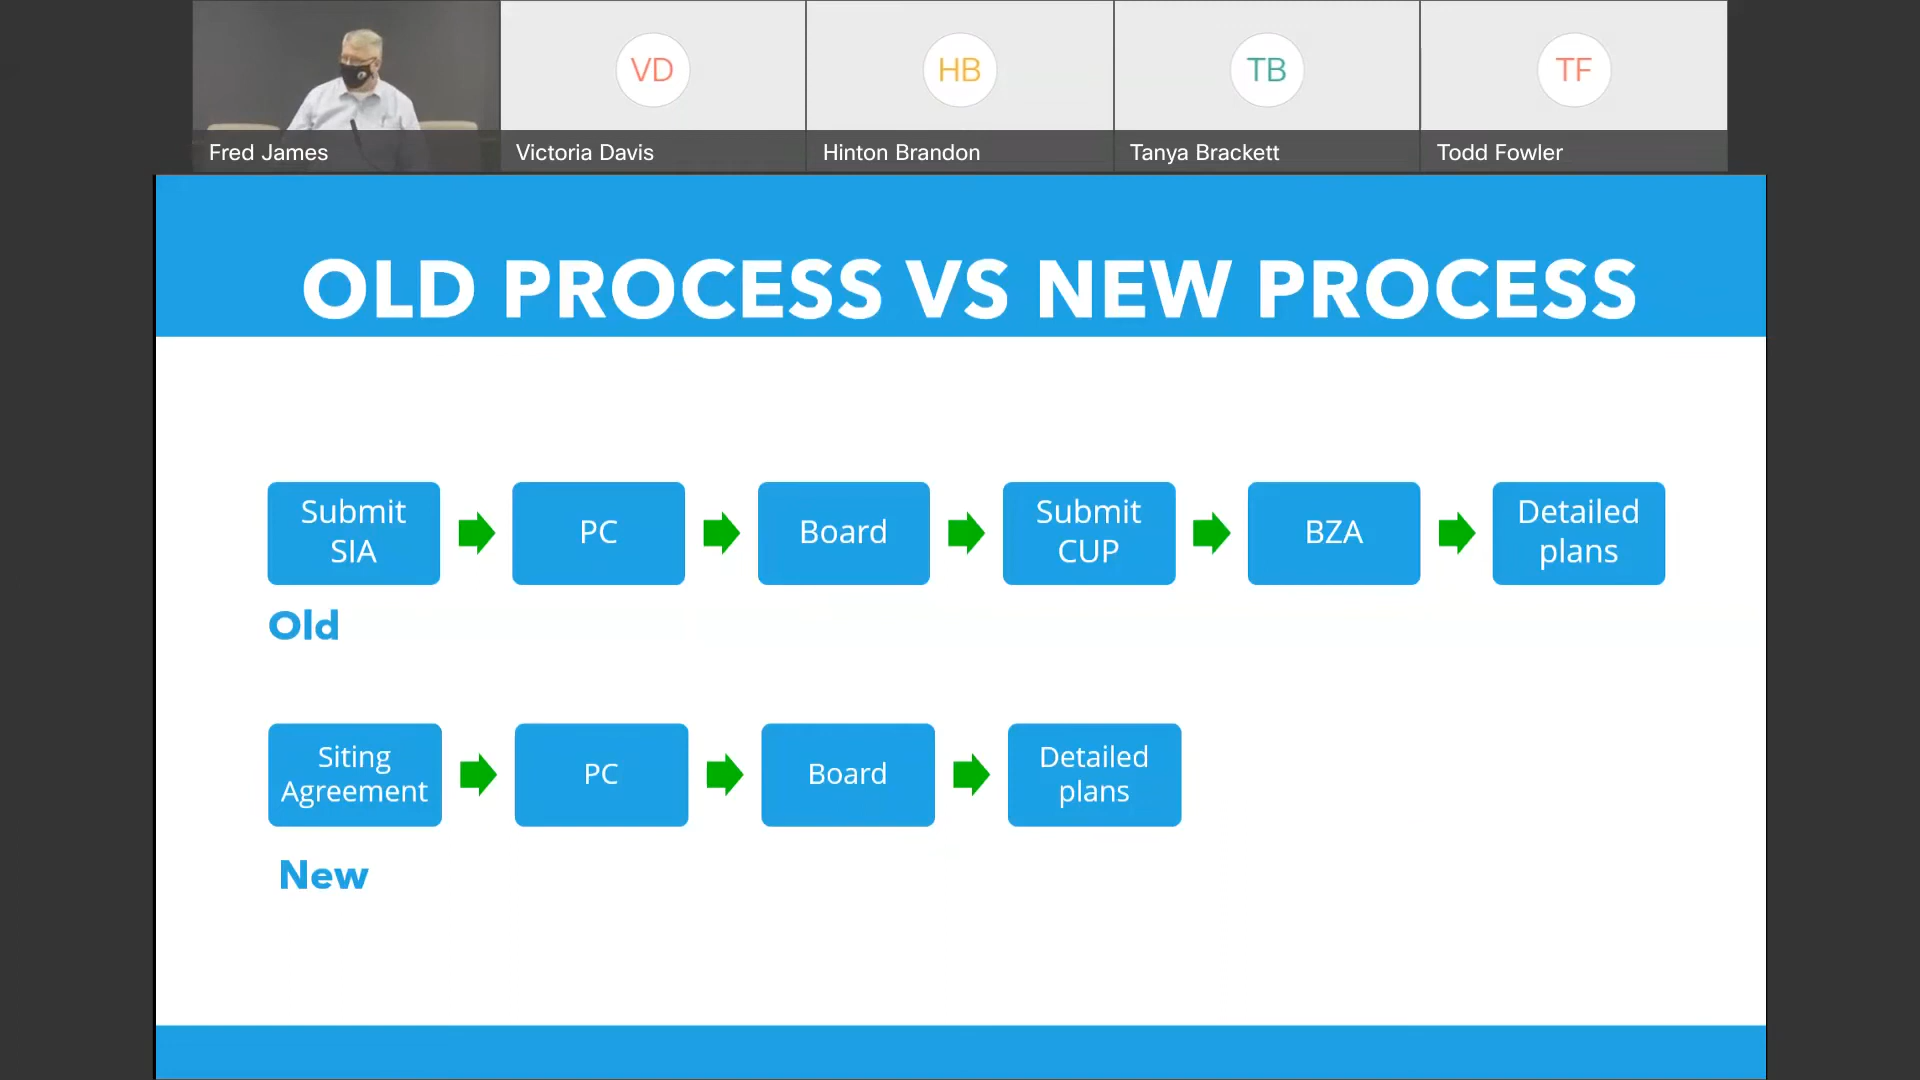 VD
HB
TB
TF
Fred James
Victoria Davis
Hinton Brandon
Tanya Brackett
Todd Fowler
OLD PROCESS VS NEW PROCESS
Submit
SIA
PC
Board
Submit
CUP
BZA
Detailed
plans
Old
Siting
Agreement
PC
Board
Detailed
plans
New